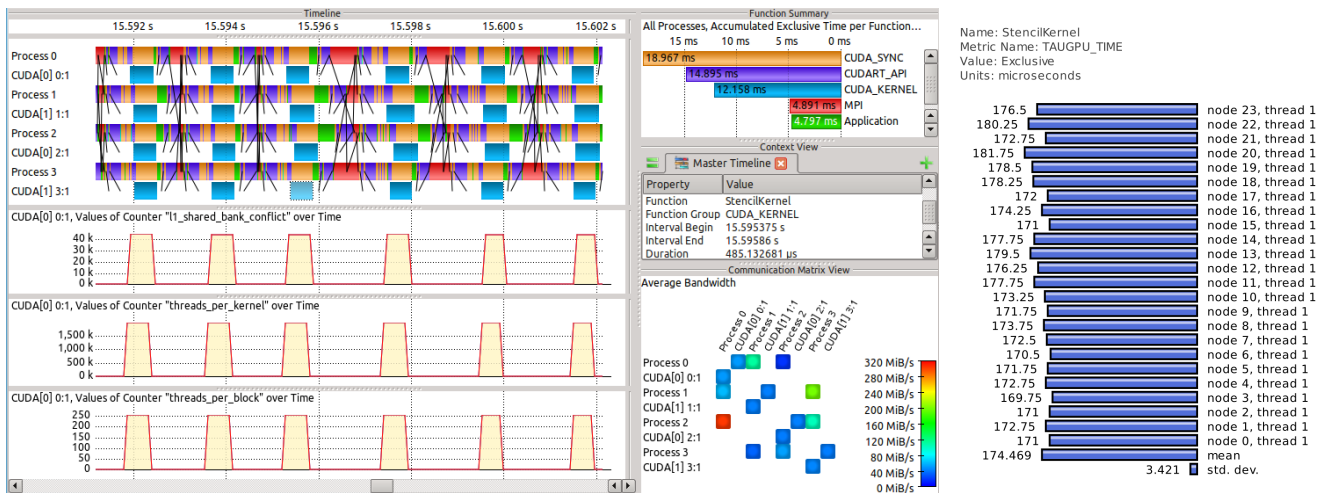 Timeline
15.592 s 15.594 s 15.596 s 15.598 s 15.600 s 15.602 s
Process 0
CUDA[0] 0:1
Process 1
CUDA[1] 1:1
Process 2
CUDA[0] 2:1
Process 3
CUDA[1] 3:1
CUDA[0] 0:1, Values of Counter "l1_shared_bank_conflict" over Time
40 k
30 k
20 k
10 k
0 k
CUDA[0] 0:1, Values of Counter "threads_per_kernel" over Time
1,500 k
1,000 k
500 k
0 k
CUDA[0] 0:1, Values of Counter "threads_per_block" over Time
250
200
150
100
50
0
Function Summary
All Processes, Accumulated Exclusive Time per Function...
15 ms 10 ms 5 ms 0 ms
18.967 ms CUDA_SYNC
14.895 ms CUDART_API
12.158 ms CUDA_KERNEL
4.891 ms MPI
4.797 ms Application
Context View
Master Timeline
Property Value
Function StencilKernel
Function Group CUDA_KERNEL
Interval Begin 15.595375 s
Interval End 15.59586 s
Duration 485.132681 µs
Communication Matrix View
Average Bandwidth
Process 0 CUDA[0] 0:1 Process 1 CUDA[1] 1:1 Process 2 CUDA[0] 2:1 Process 3 CUDA[1] 3:1
Process 0 320 MiB/s
CUDA[0] 0:1 280 MiB/s
Process 1 240 MiB/s
CUDA[1] 1:1 200 MiB/s
Process 2 160 MiB/s
CUDA[0] 2:1 120 MiB/s
Process 3 80 MiB/s
CUDA[1] 3:1 40 MiB/s
0 MiB/s
Name: StencilKernel
Metric Name: TAUGPU_TIME
Value: Exclusive
Units: microseconds
176.5 node 23, thread 1
180.25 node 22, thread 1
172.75 node 21, thread 1
181.75 node 20, thread 1
178.5 node 19, thread 1
178.25 node 18, thread 1
172 node 17, thread 1
174.25 node 16, thread 1
171 node 15, thread 1
177.75 node 14, thread 1
179.5 node 13, thread 1
176.25 node 12, thread 1
177.75 node 11, thread 1
173.25 node 10, thread 1
171.75 node 9, thread 1
173.75 node 8, thread 1
172.5 node 7, thread 1
170.5 node 6, thread 1
171.75 node 5, thread 1
172.75 node 4, thread 1
169.75 node 3, thread 1
171 node 2, thread 1
172.75 node 1, thread 1
171 node 0, thread 1
174.469 mean
3.421 std. dev.